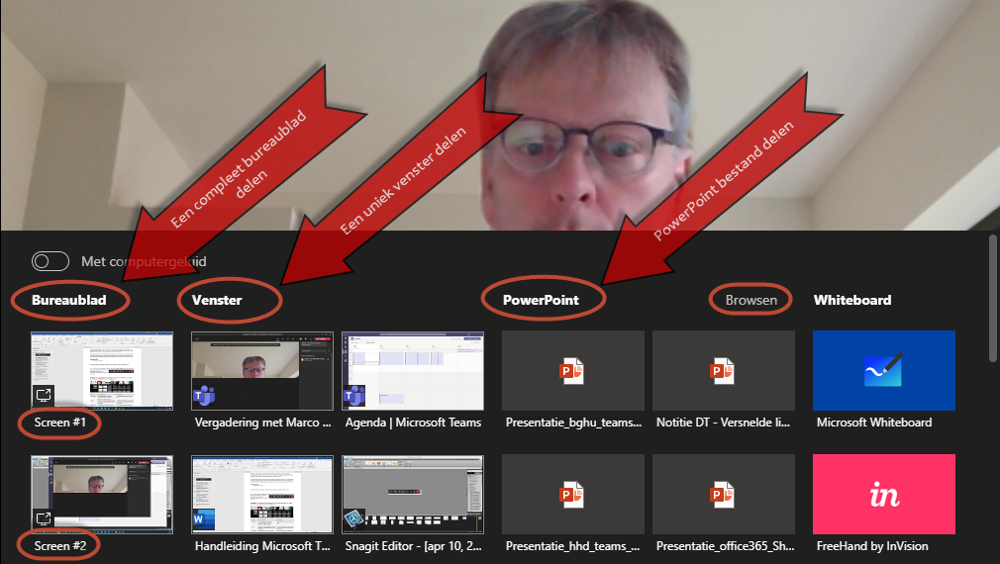 Een compleet bureaublad
delen
Een uniek venster delen
PowerPoint bestand delen
Met computergeluid
Bureaublad
Venster
PowerPoint
Browsen
Whiteboard
Screen #1
Vergadering met Marco ...
Agenda | Microsoft Teams
Presentatie_bghu_teams...
Notitie DT - Versnelde li...
Microsoft Whiteboard
in
Screen #2
Handleiding Microsoft T...
Snagit Editor - [apr 10, 2...
Presentatie_hhd_teams_...
Presentatie_office365_Sh...
FreeHand by InVision